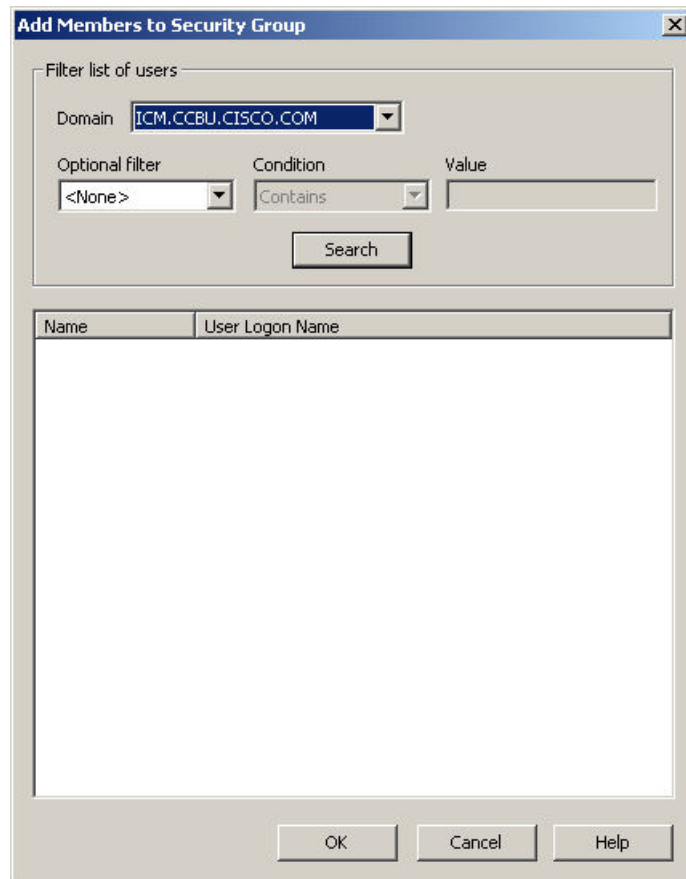 Add Members to Security Group
Filter list of users
Domain ICM.CCBU.CISCO.COM
Optional filter Condition Value
<None> Contains
Search
Name User Logon Name
OK Cancel Help